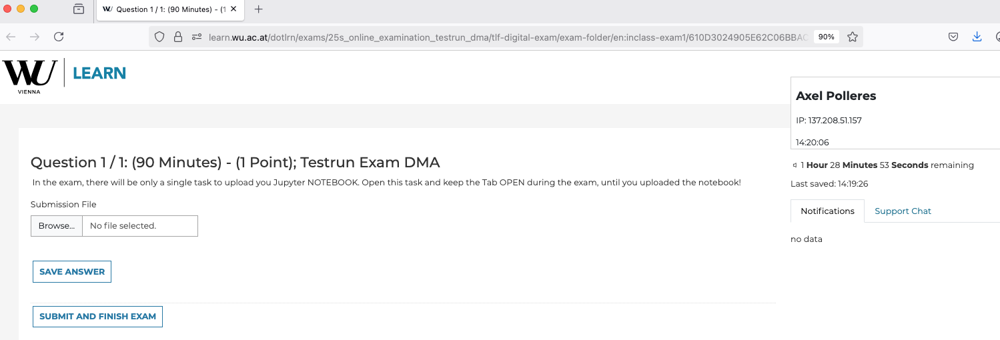 Question 1 / 1: (90 Minutes) - (1
learn.wu.ac.at/dotlrn/exams/25s_online_examination_testrun_dma/tlf-digital-exam/exam-folder/en:inclass-exam1/610D3024905E62C06BBAC
90%
WU
VIENNA
LEARN
Axel Polleres
IP: 137.208.51.157
14:20:06
Question 1 / 1: (90 Minutes) - (1 Point); Testrun Exam DMA
1 Hour 28 Minutes 53 Seconds remaining
In the exam, there will be only a single task to upload you Jupyter NOTEBOOK. Open this task and keep the Tab OPEN during the exam, until you uploaded the notebook!
Last saved: 14:19:26
Submission File
Notifications Support Chat
Browse... No file selected.
no data
SAVE ANSWER
SUBMIT AND FINISH EXAM